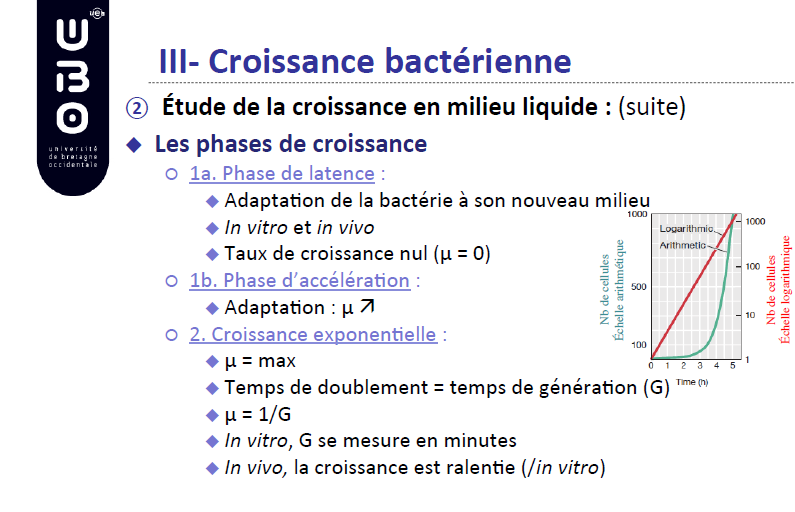 ueb
UBO
université
de bretagne
occidentale
III- Croissance bactérienne
② Étude de la croissance en milieu liquide : (suite)
◆ Les phases de croissance
○ 1a. Phase de latence :
◆ Adaptation de la bactérie à son nouveau milieu
◆ In vitro et in vivo
◆ Taux de croissance nul (µ = 0)
○ 1b. Phase d’accélération :
◆ Adaptation : µ ↗
○ 2. Croissance exponentielle :
◆ µ = max
◆ Temps de doublement = temps de génération (G)
◆ µ = 1/G
◆ In vitro, G se mesure en minutes
◆ In vivo, la croissance est ralentie (/in vitro)
Nb de cellules
Échelle arithmétique
1000
500
100
Logarithmic
Arithmetic
1000
100
10
1
0 1 2 3 4 5
Time (h)
Nb de cellules
Échelle logarithmique